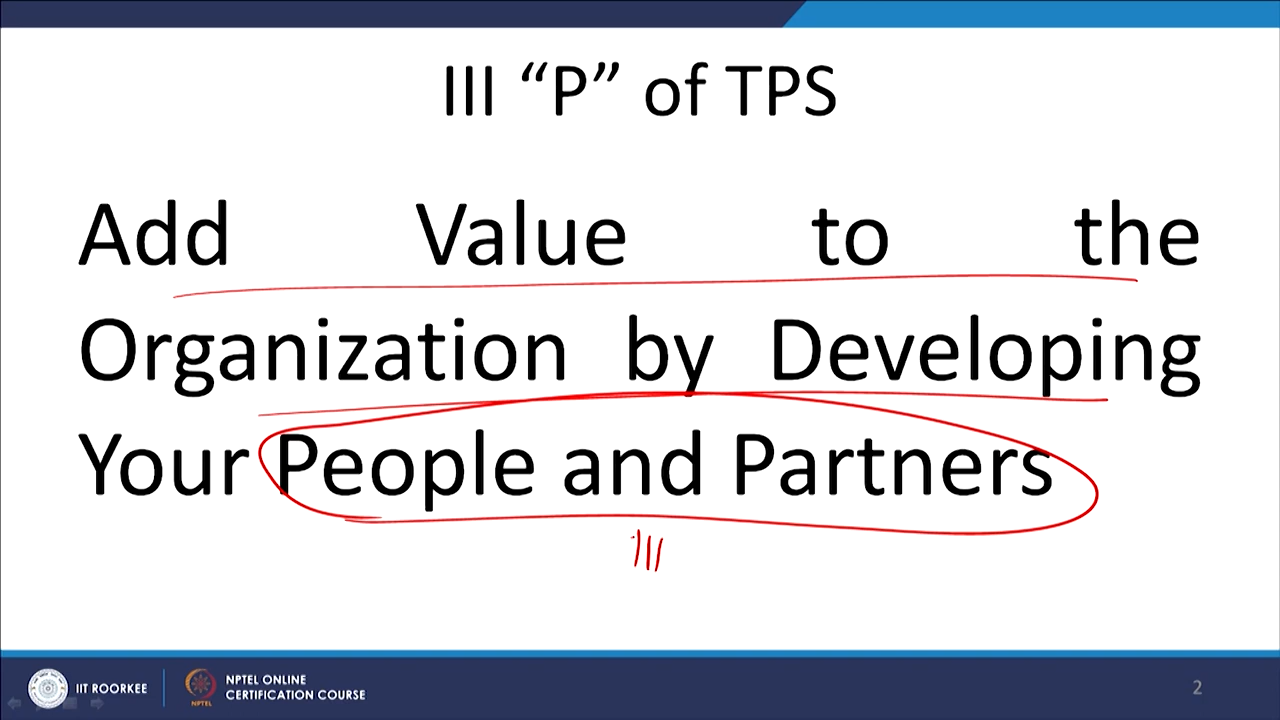 III “P” of TPS
Add Value to the
Organization by Developing
Your People and Partners
III
IIT ROORKEE
NPTEL ONLINE
CERTIFICATION COURSE
NPTEL
2